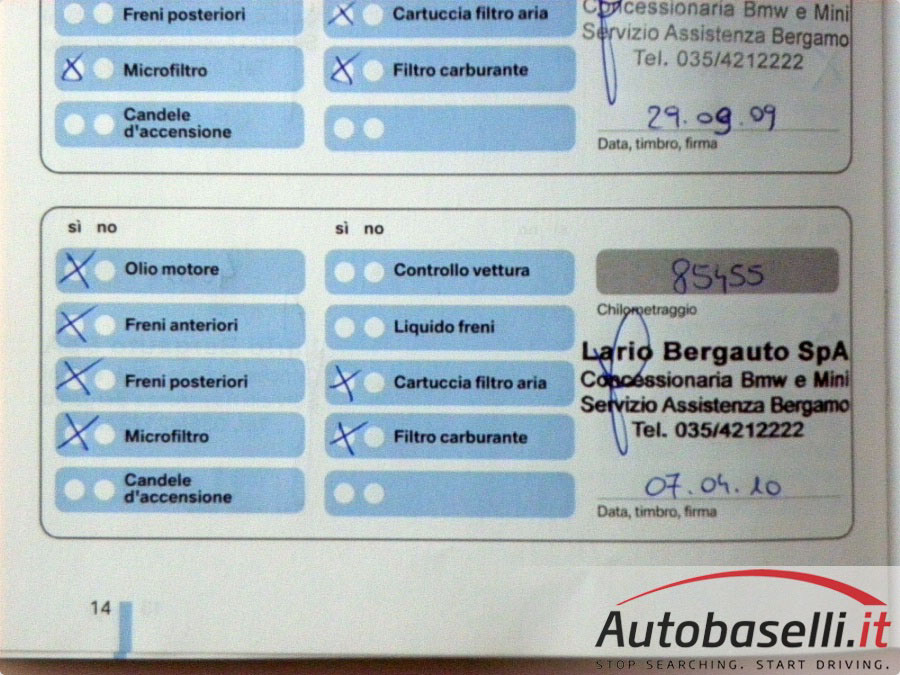 Freni posteriori
Cartuccia filtro aria
Concessionaria Bmw e Mini
Servizio Assistenza Bergamo
Tel. 035/4212222
Microfiltro
Filtro carburante
Candele
d'accensione
29.09.09
Data, timbro, firma
sì no
sì no
Olio motore
Controllo vettura
85455
Chilometraggio
Freni anteriori
Liquido freni
Lario Bergauto SpA
Concessionaria Bmw e Mini
Servizio Assistenza Bergamo
Tel. 035/4212222
Freni posteriori
Cartuccia filtro aria
Microfiltro
Filtro carburante
Candele
d'accensione
07.04.10
Data, timbro, firma
14
Autobaselli.it
STOP SEARCHING. START DRIVING.